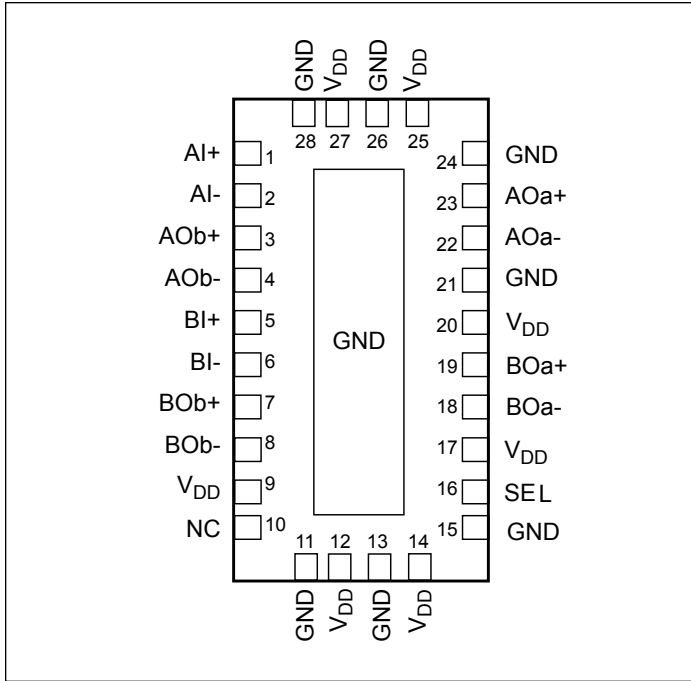 GND VDD GND VDD
28 27 26 25
AI+ 1 24 GND
AI- 2 23 AOa+
AOb+ 3 22 AOa-
AOb- 4 21 GND
BI+ 5 20 VDD
GND
BI- 6 19 BOa+
BOb+ 7 18 BOa-
BOb- 8 17 VDD
VDD 9 16 SEL
NC 10 15 GND
11 12 13 14
GND VDD GND VDD